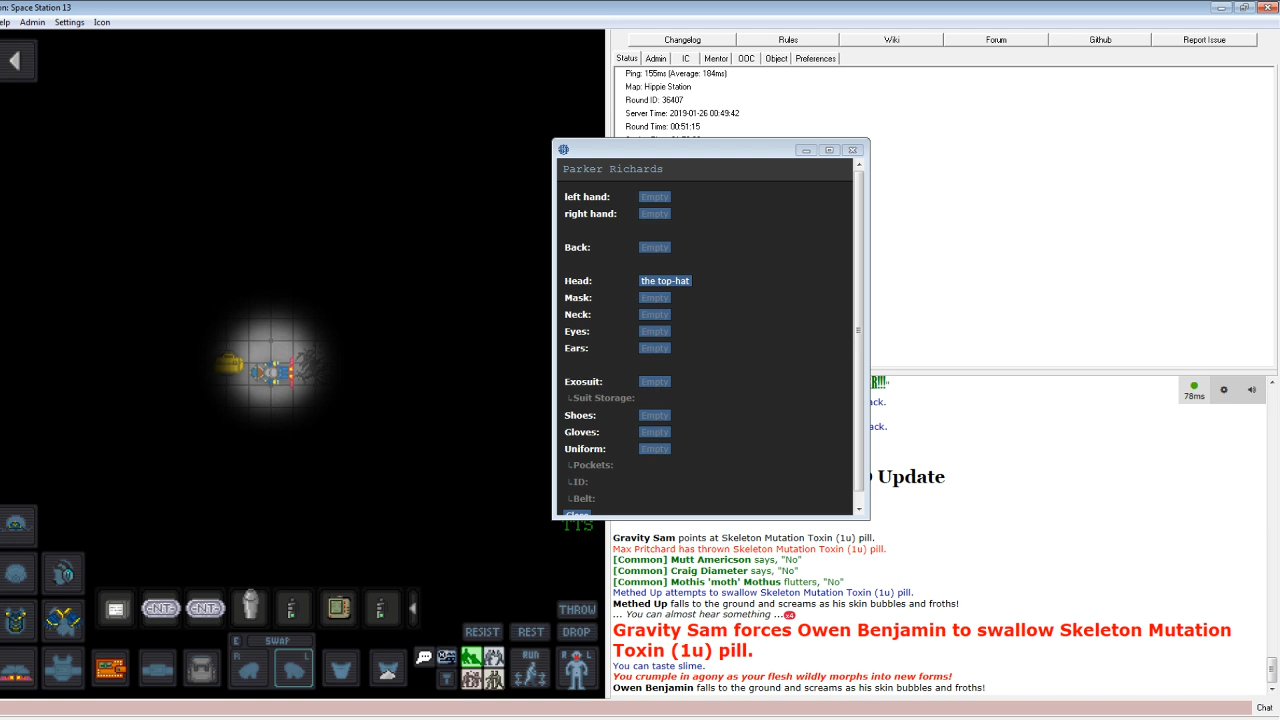 on: Space Station 13
elp Admin Settings Icon
Changelog Rules Wiki Forum Github Report Issue
Status Admin IC Mentor OOC Object Preferences
Ping: 155ms (Average: 184ms)
Map: Hippie Station
Round ID: 36407
Server Time: 2019-01-26 00:49:42
Round Time: 00:51:15
Parker Richards
left hand: Empty
right hand: Empty
Back: Empty
Head: the top-hat
Mask: Empty
Neck: Empty
Eyes: Empty
Ears: Empty
Exosuit: Empty
↳Suit Storage:
Shoes: Empty
Gloves: Empty
Uniform: Empty
↳Pockets:
↳ID:
↳Belt:
Close
R!!!"
ack.
78ms
ack.
Update
TTS
Gravity Sam points at Skeleton Mutation Toxin (1u) pill.
Max Pritchard has thrown Skeleton Mutation Toxin (1u) pill.
[Common] Mutt Americson says, "No"
[Common] Craig Diameter says, "No"
[Common] Mothis 'moth' Mothus flutters, "No"
Methed Up attempts to swallow Skeleton Mutation Toxin (1u) pill.
Methed Up falls to the ground and screams as his skin bubbles and froths!
... You can almost hear something ... x4
Gravity Sam forces Owen Benjamin to swallow Skeleton Mutation
Toxin (1u) pill.
You can taste slime.
You crumple in agony as your flesh wildly morphs into new forms!
Owen Benjamin falls to the ground and screams as his skin bubbles and froths!
-NT- -NT-
THROW
RESIST REST DROP
E SWAP
R L
RUN
R L
T
Chat